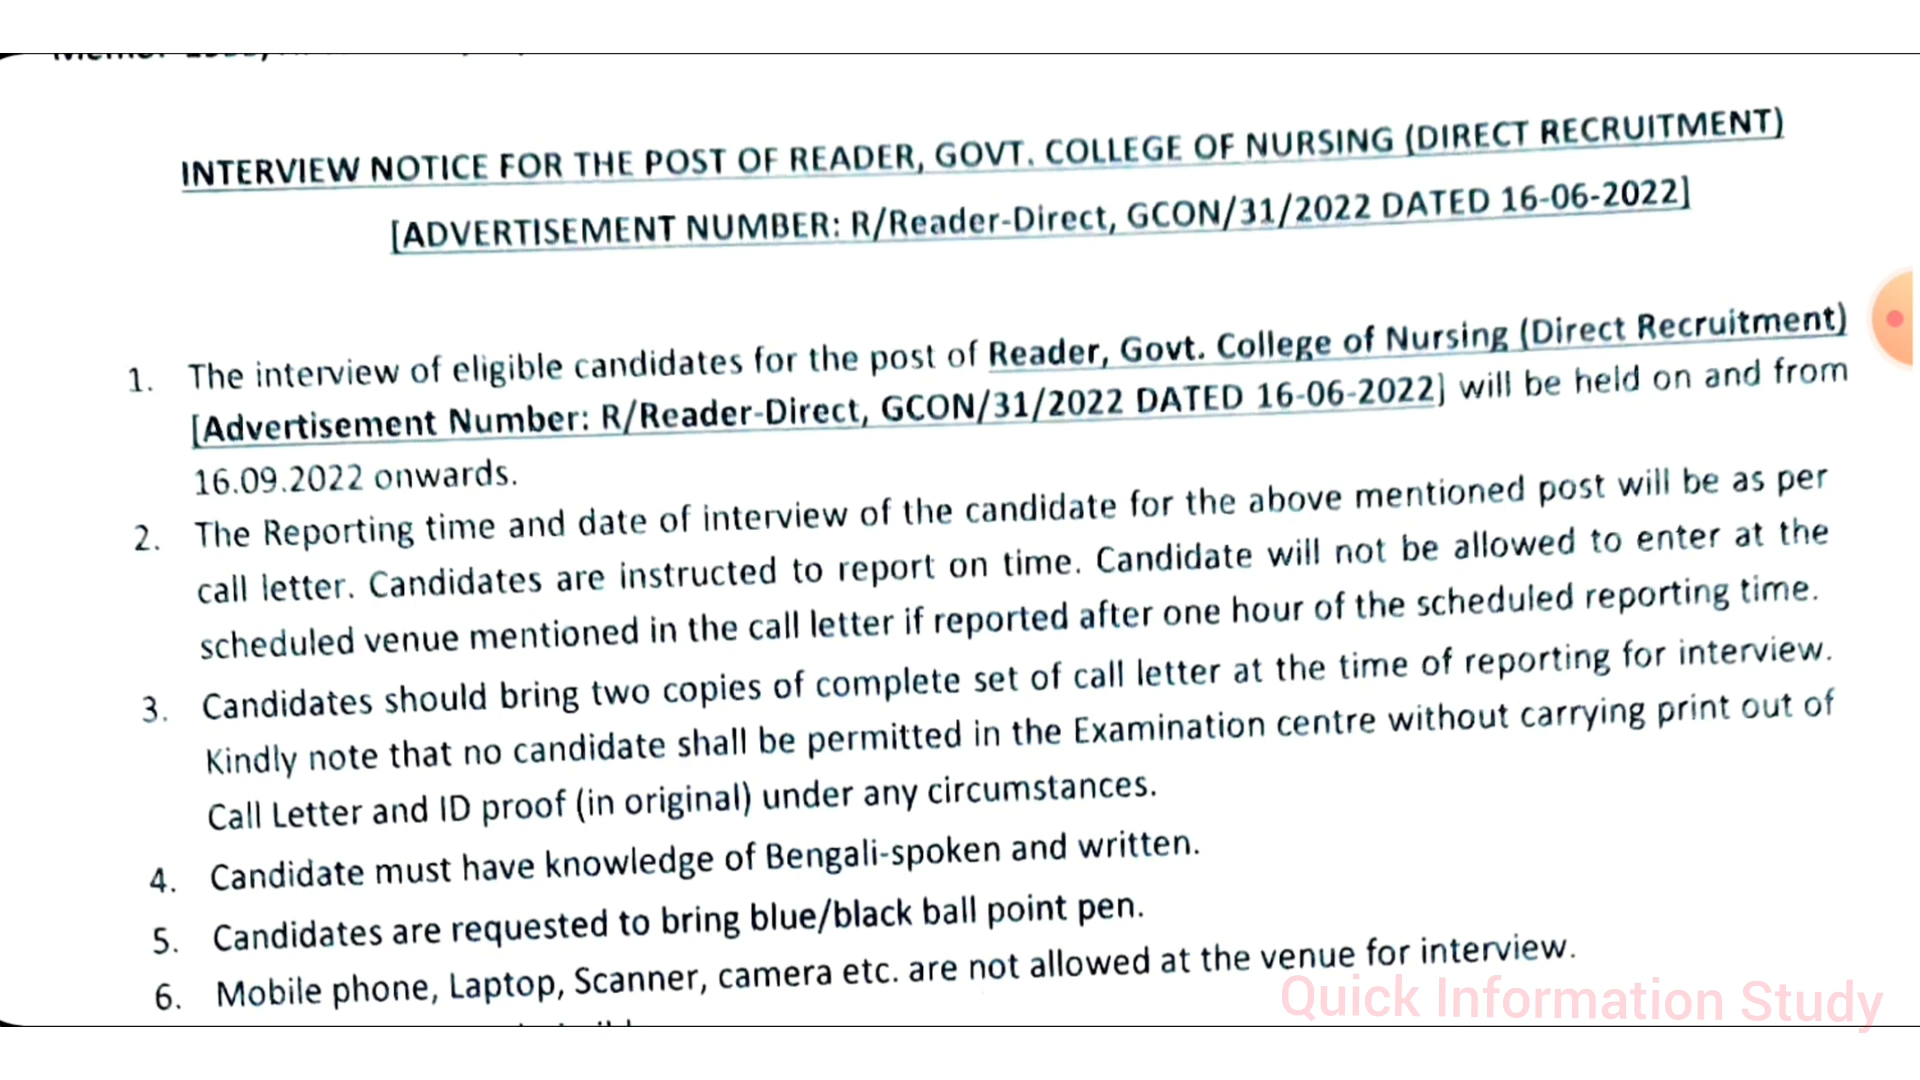 INTERVIEW NOTICE FOR THE POST OF READER, GOVT. COLLEGE OF NURSING (DIRECT RECRUITMENT)
[ADVERTISEMENT NUMBER: R/Reader-Direct, GCON/31/2022 DATED 16-06-2022]
1. The interview of eligible candidates for the post of Reader, Govt. College of Nursing (Direct Recruitment)
[Advertisement Number: R/Reader-Direct, GCON/31/2022 DATED 16-06-2022] will be held on and from
16.09.2022 onwards.
2. The Reporting time and date of interview of the candidate for the above mentioned post will be as per
call letter. Candidates are instructed to report on time. Candidate will not be allowed to enter at the
scheduled venue mentioned in the call letter if reported after one hour of the scheduled reporting time.
3. Candidates should bring two copies of complete set of call letter at the time of reporting for interview.
Kindly note that no candidate shall be permitted in the Examination centre without carrying print out of
Call Letter and ID proof (in original) under any circumstances.
4. Candidate must have knowledge of Bengali-spoken and written.
5. Candidates are requested to bring blue/black ball point pen.
6. Mobile phone, Laptop, Scanner, camera etc. are not allowed at the venue for interview.
Quick Information Study